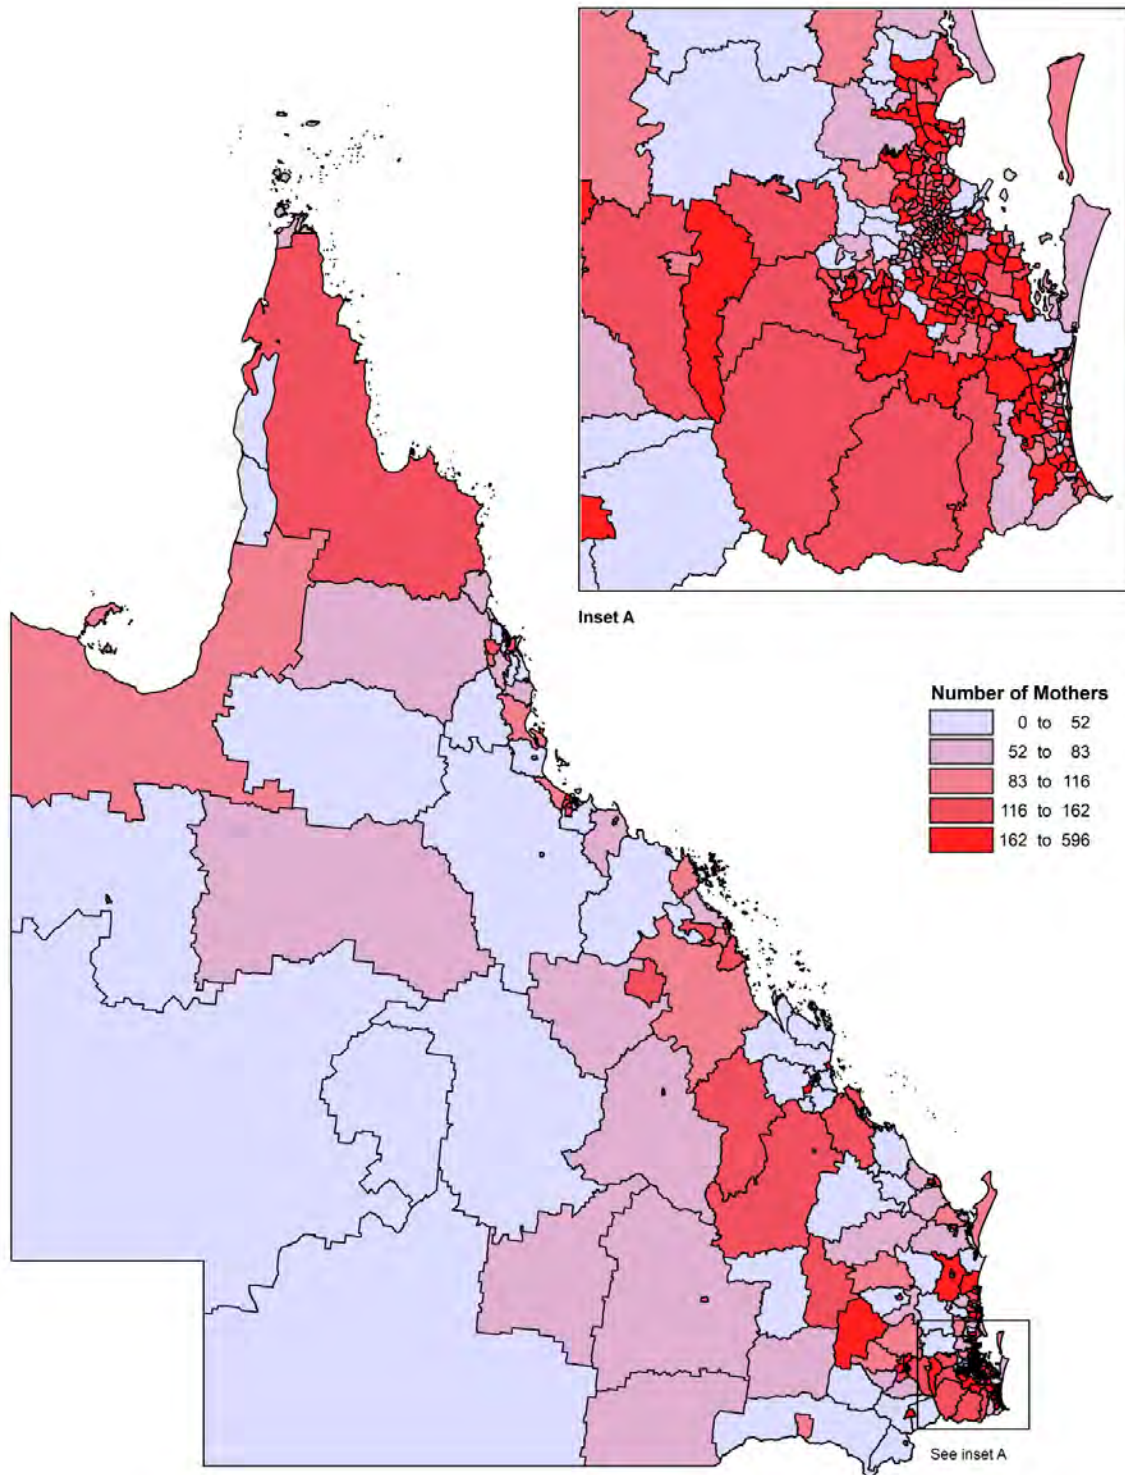 Inset A
Number of Mothers
0 to 52
52 to 83
83 to 116
116 to 162
162 to 596
See inset A